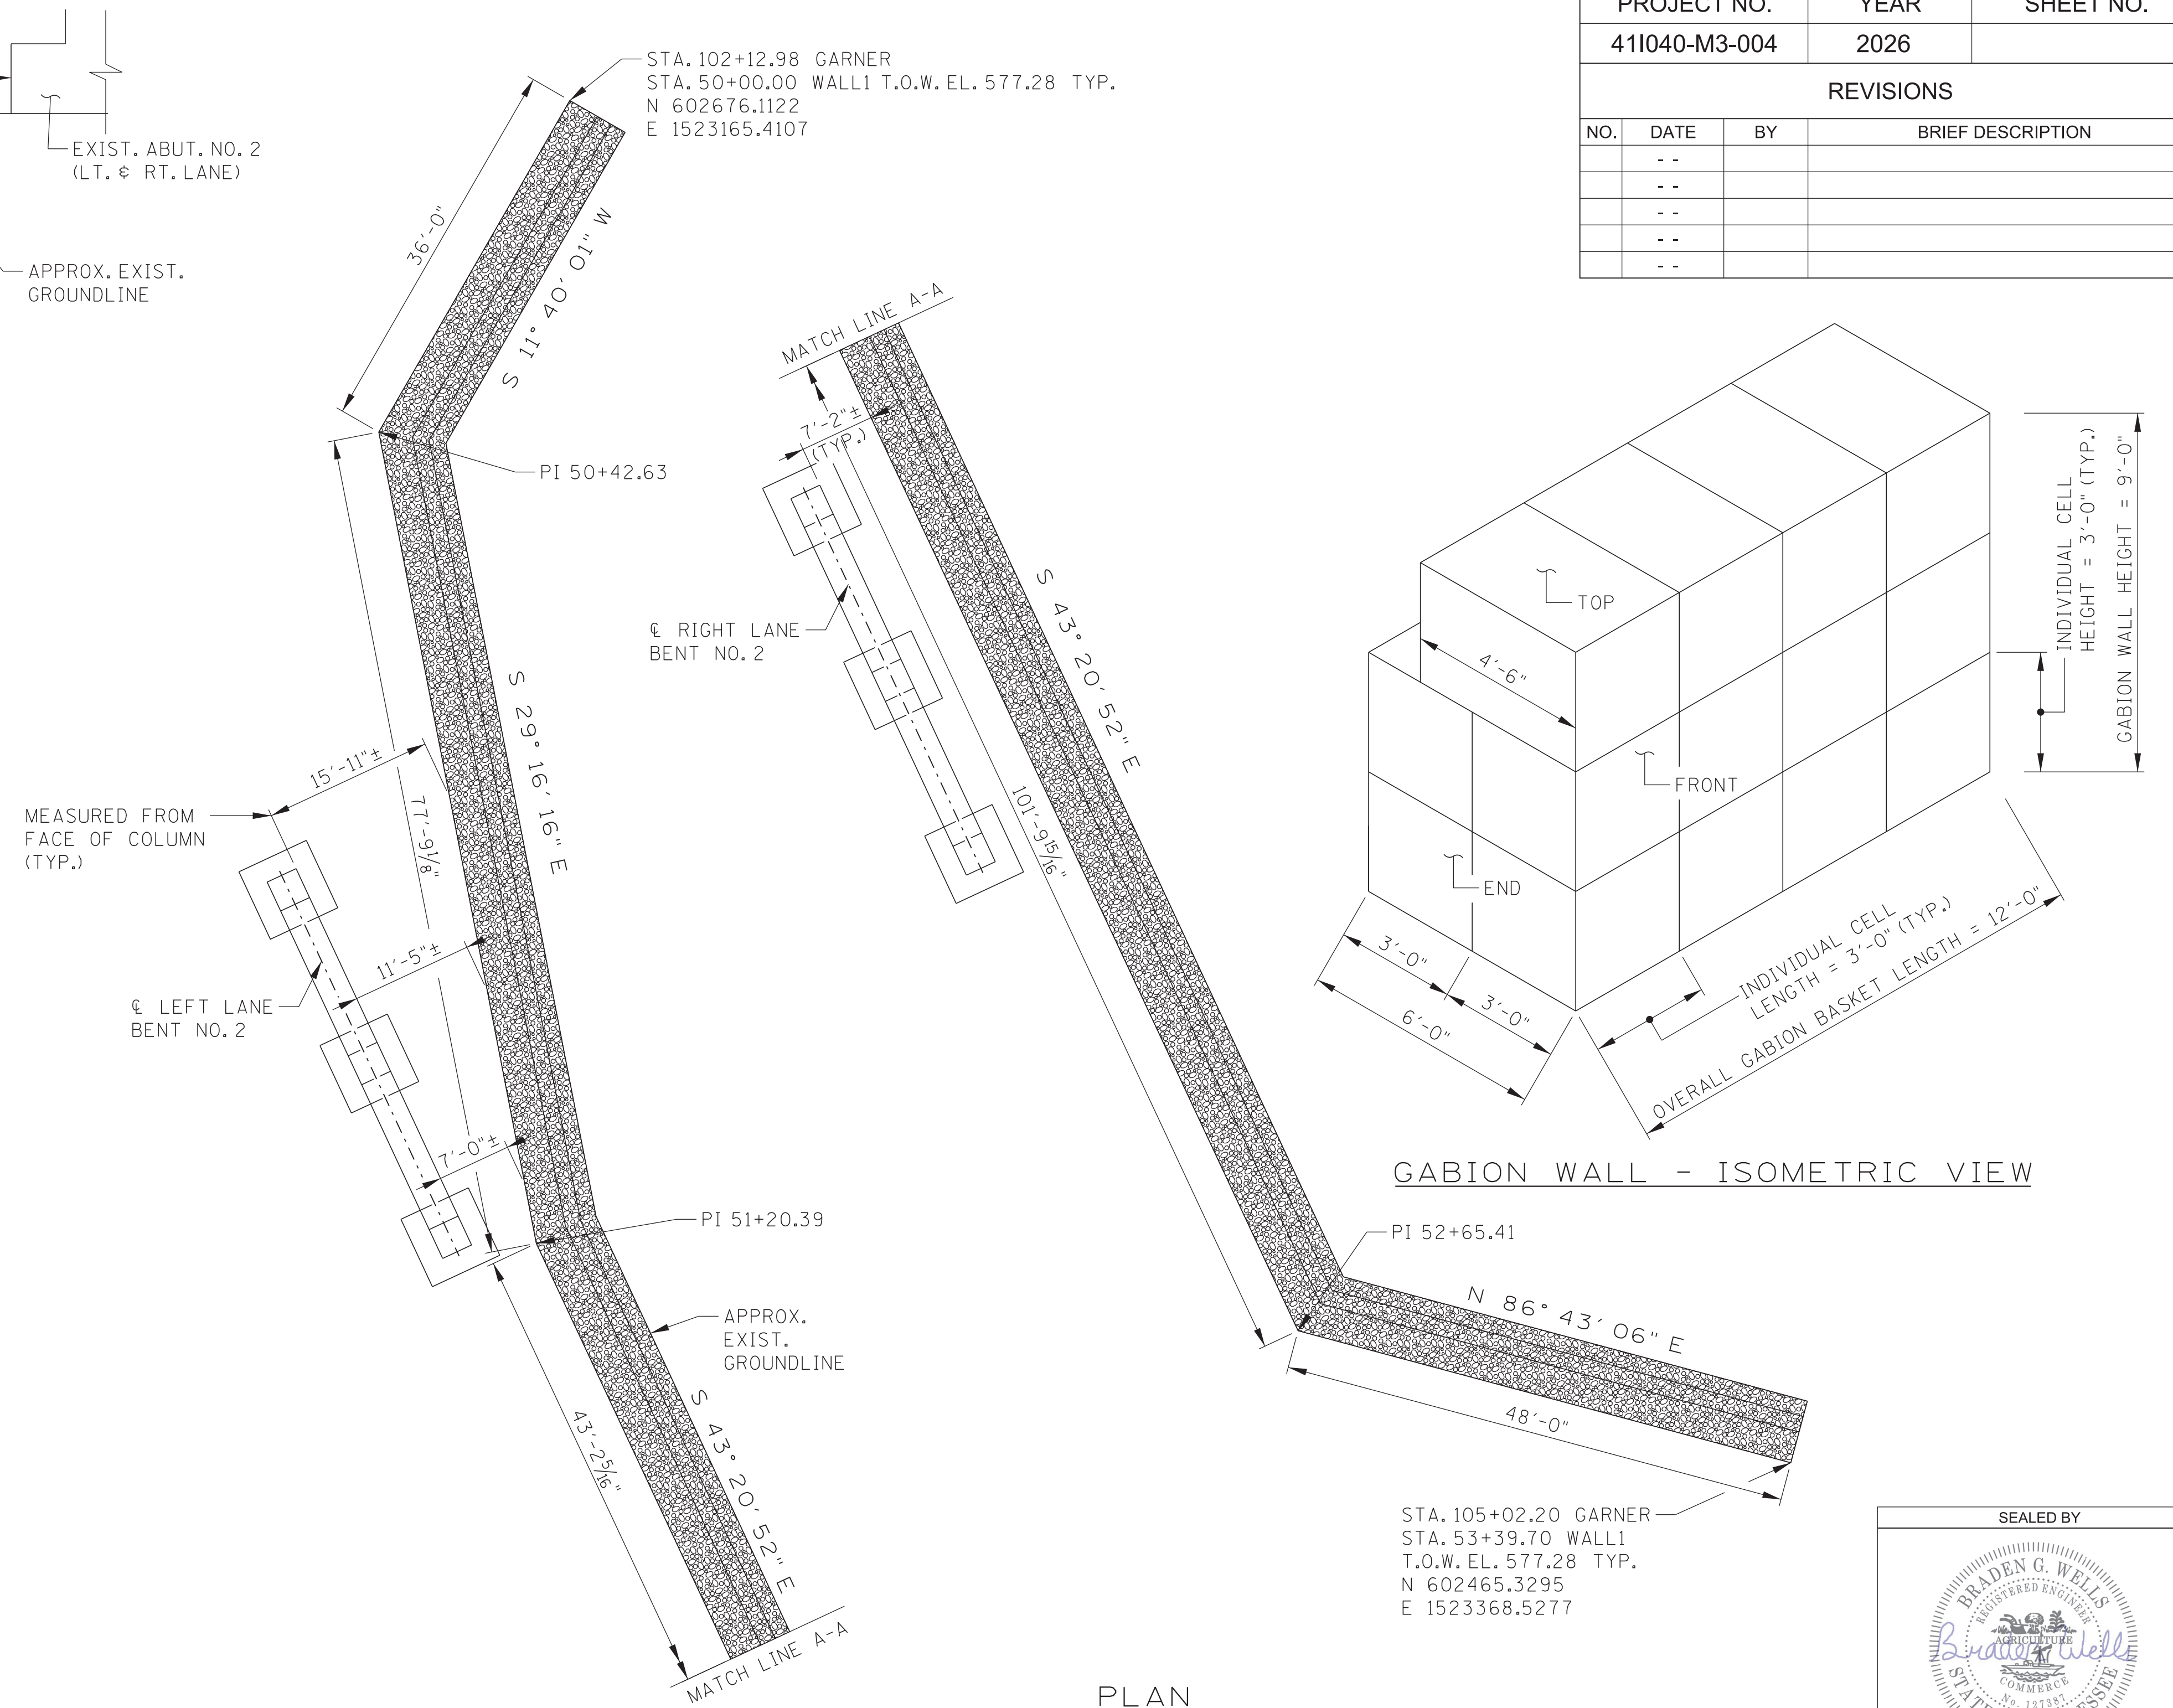 PROJECT NO. YEAR SHEET NO.
41I040-M3-004 2026
REVISIONS
NO. DATE BY BRIEF DESCRIPTION
- -
- -
- -
- -
- -
EXIST. ABUT. NO. 2
(LT. & RT. LANE)
APPROX. EXIST.
GROUNDLINE
STA. 102+12.98 GARNER
STA. 50+00.00 WALL1 T.O.W. EL. 577.28 TYP.
N 602676.1122
E 1523165.4107
36'-0"
S 11° 40' 01" W
PI 50+42.63
S 29° 16' 16" E
15'-11"±
77'-9 1/8"
MEASURED FROM
FACE OF COLUMN
(TYP.)
11'-5"±
℄ LEFT LANE
BENT NO. 2
7'-0"±
PI 51+20.39
APPROX.
EXIST.
GROUNDLINE
S 43° 20' 52" E
43'-2 5/16"
MATCH LINE A-A
MATCH LINE A-A
7'-2"±
(TYP.)
℄ RIGHT LANE
BENT NO. 2
S 43° 20' 52" E
101'-9 15/16"
PI 52+65.41
N 86° 43' 06" E
48'-0"
STA. 105+02.20 GARNER
STA. 53+39.70 WALL1
T.O.W. EL. 577.28 TYP.
N 602465.3295
E 1523368.5277
PLAN
TOP
4'-6"
FRONT
END
3'-0"
3'-0"
6'-0"
INDIVIDUAL CELL
LENGTH = 3'-0" (TYP.)
OVERALL GABION BASKET LENGTH = 12'-0"
INDIVIDUAL CELL
HEIGHT = 3'-0" (TYP.)
GABION WALL HEIGHT = 9'-0"
GABION WALL - ISOMETRIC VIEW
SEALED BY
BRADEN G. WELLS
REGISTERED ENGINEER
AGRICULTURE
Braden Wells
COMMERCE
No. 127387
STATE